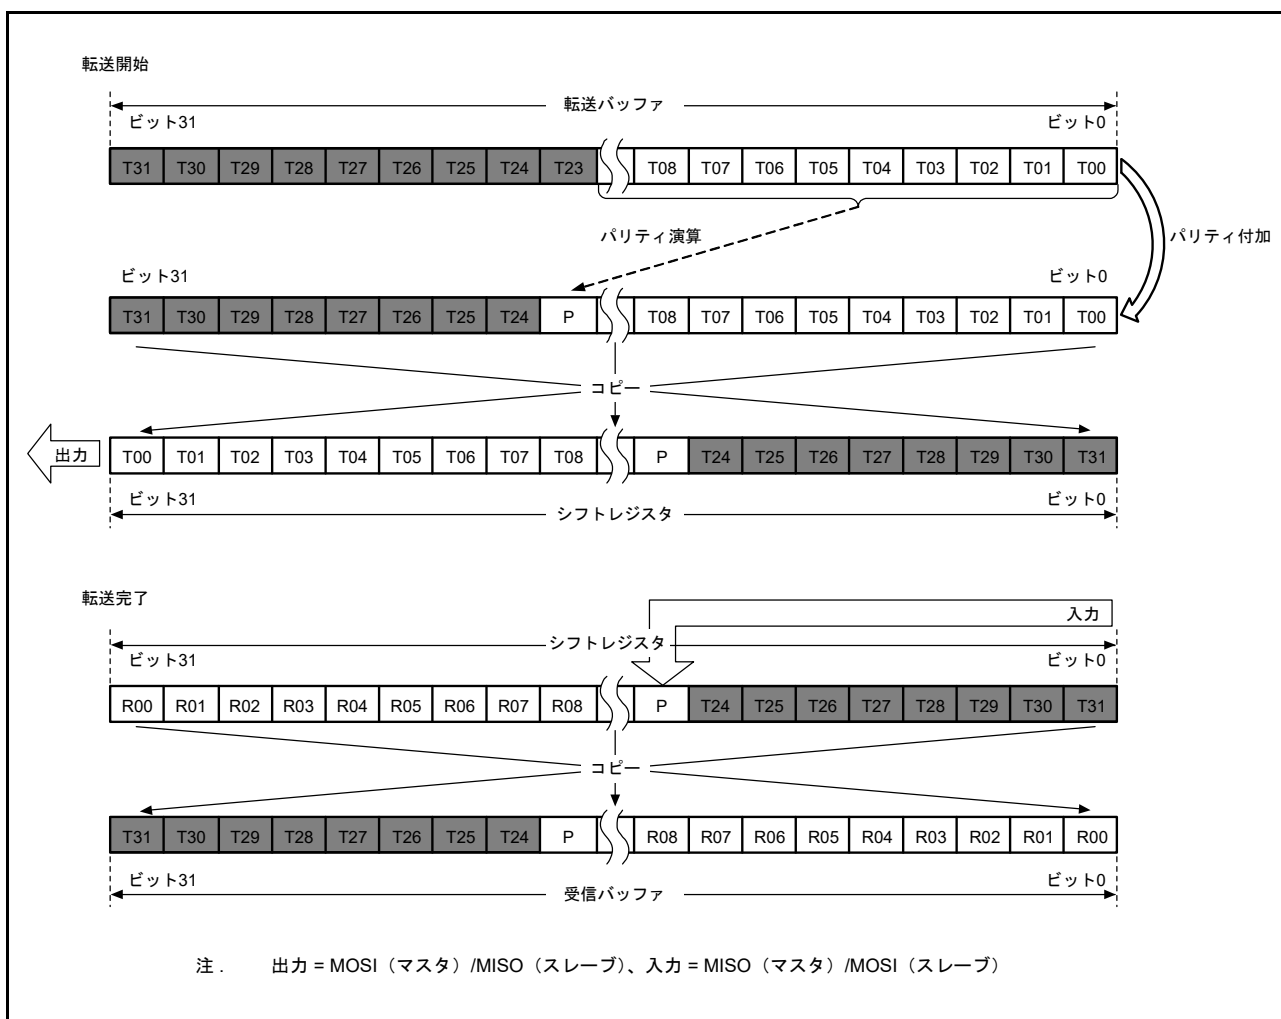 転送開始
転送バッファ
ビット31 ビット0
T31 T30 T29 T28 T27 T26 T25 T24 T23 T08 T07 T06 T05 T04 T03 T02 T01 T00
パリティ演算 パリティ付加
ビット31 ビット0
T31 T30 T29 T28 T27 T26 T25 T24 P T08 T07 T06 T05 T04 T03 T02 T01 T00
コピー
出力 T00 T01 T02 T03 T04 T05 T06 T07 T08 P T24 T25 T26 T27 T28 T29 T30 T31
ビット31 ビット0
シフトレジスタ
転送完了
入力
シフトレジスタ
ビット31 ビット0
R00 R01 R02 R03 R04 R05 R06 R07 R08 P T24 T25 T26 T27 T28 T29 T30 T31
コピー
T31 T30 T29 T28 T27 T26 T25 T24 P R08 R07 R06 R05 R04 R03 R02 R01 R00
ビット31 ビット0
受信バッファ
注． 出力 = MOSI（マスタ）/MISO（スレーブ）、入力 = MISO（マスタ）/MOSI（スレーブ）